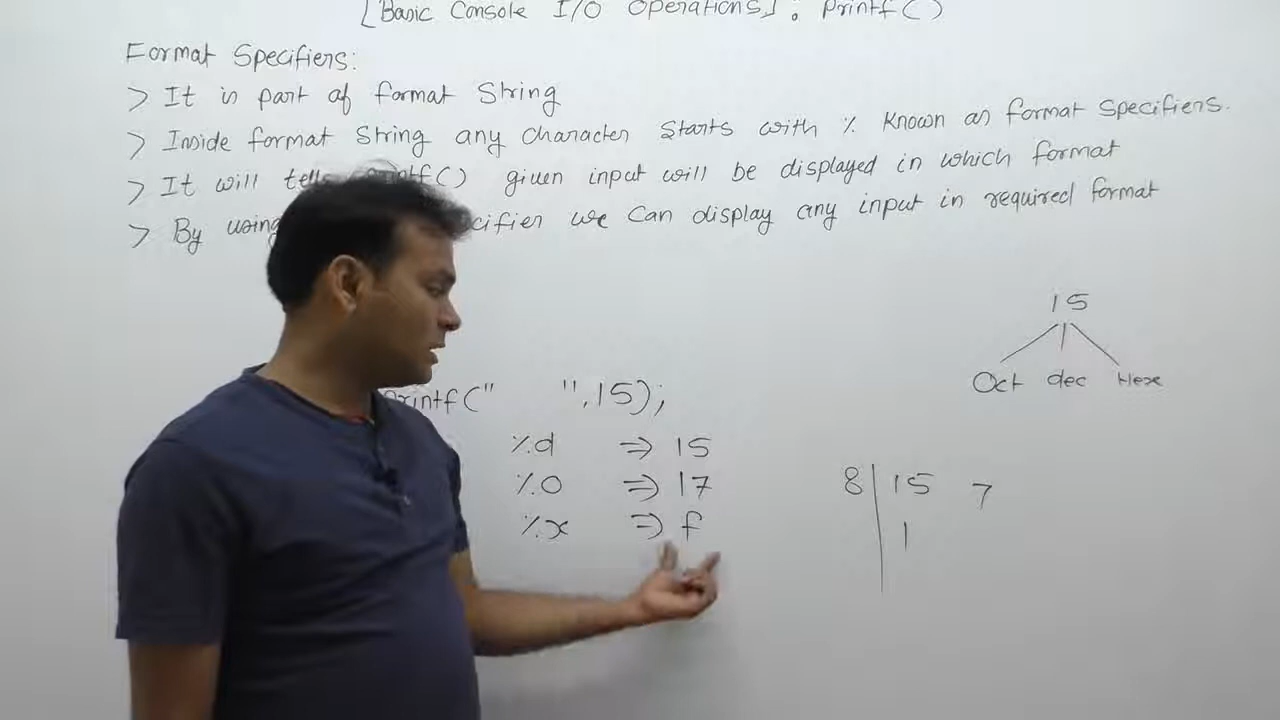 [Basic Console I/O Operations] : Printf()
Format Specifiers:
> It is part of format String
> Inside format String any character starts with % Known as format specifiers.
> It will tells printf() given input will be displayed in which format
> By using cifier we Can display any input in required format
15
Oct dec Hexe
printf(" ",15);
%d => 15
%o => 17
%x => f
8 15 7
1